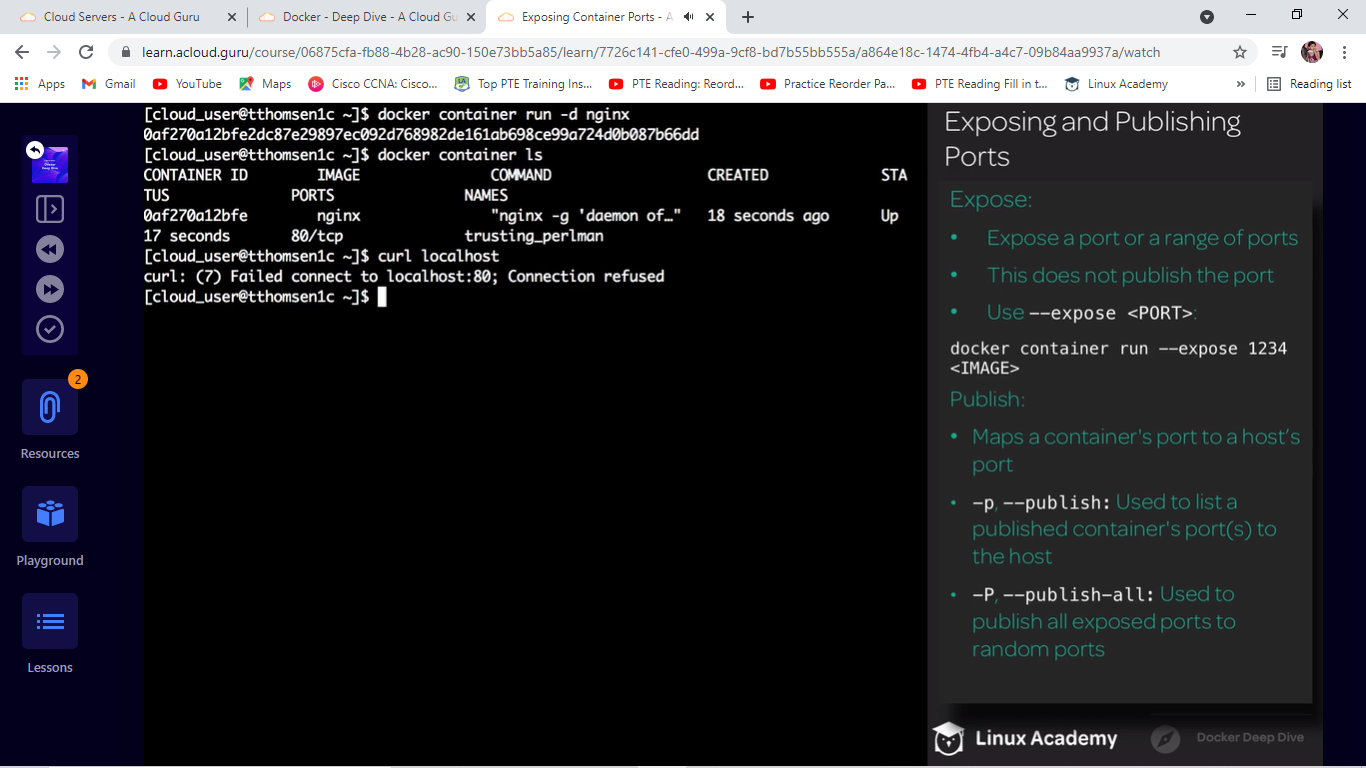 Cloud Servers - A Cloud Guru
Docker - Deep Dive - A Cloud Gu
Exposing Container Ports - A
learn.acloud.guru/course/06875cfa-fb88-4b28-ac90-150e73bb5a85/learn/7726c141-cfe0-499a-9cf8-bd7b55bb555a/a864e18c-1474-4fb4-a4c7-09b84aa9937a/watch
Apps
Gmail
YouTube
Maps
Cisco CCNA: Cisco...
Top PTE Training Ins...
PTE Reading: Reord...
Practice Reorder Pa...
PTE Reading Fill in t...
Linux Academy
»
Reading list
2
Resources
Playground
Lessons
[cloud_user@tthomsen1c ~]$ docker container run -d nginx
0af270a12bfe2dc87e29897ec092d768982de161ab698ce99a724d0b087b66dd
[cloud_user@tthomsen1c ~]$ docker container ls
CONTAINER ID IMAGE COMMAND CREATED STA
TUS PORTS NAMES
0af270a12bfe nginx "nginx -g 'daemon of…" 18 seconds ago Up
17 seconds 80/tcp trusting_perlman
[cloud_user@tthomsen1c ~]$ curl localhost
curl: (7) Failed connect to localhost:80; Connection refused
[cloud_user@tthomsen1c ~]$
Exposing and Publishing
Ports
Expose:
• Expose a port or a range of ports
• This does not publish the port
• Use --expose <PORT>:
docker container run --expose 1234
<IMAGE>
Publish:
• Maps a container's port to a host's
port
• -p, --publish: Used to list a
published container's port(s) to
the host
• -P, --publish-all: Used to
publish all exposed ports to
random ports
Linux Academy
Docker Deep Dive